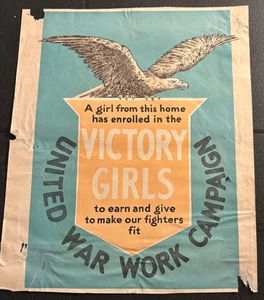 A girl from this home
has enrolled in the
VICTORY
GIRLS
to earn and give
to make our fighters
fit
UNITED WAR WORK CAMPAIGN